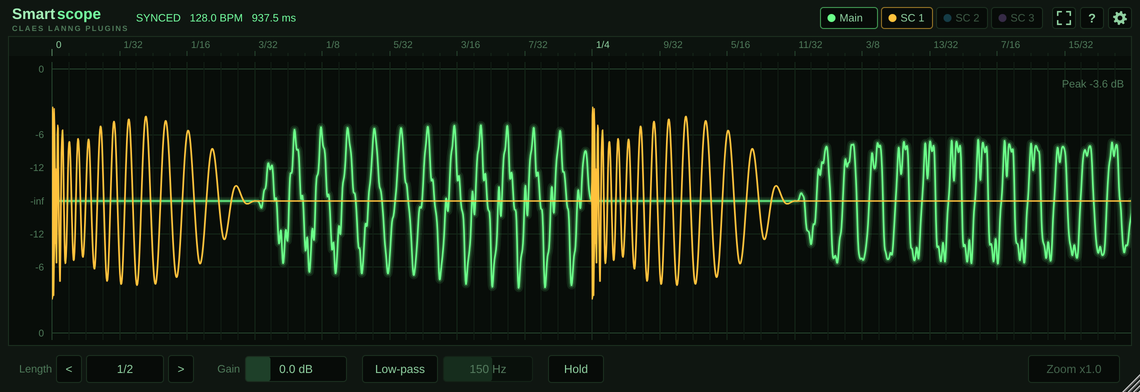 Smartscope
CLAES LANNG PLUGINS
SYNCED 128.0 BPM 937.5 ms
Main SC 1 SC 2 SC 3 ?
0 1/32 1/16 3/32 1/8 5/32 3/16 7/32 1/4 9/32 5/16 11/32 3/8 13/32 7/16 15/32
0
Peak -3.6 dB
-6
-12
-inf
-12
-6
0
Length < 1/2 > Gain 0.0 dB Low-pass 150 Hz Hold Zoom x1.0